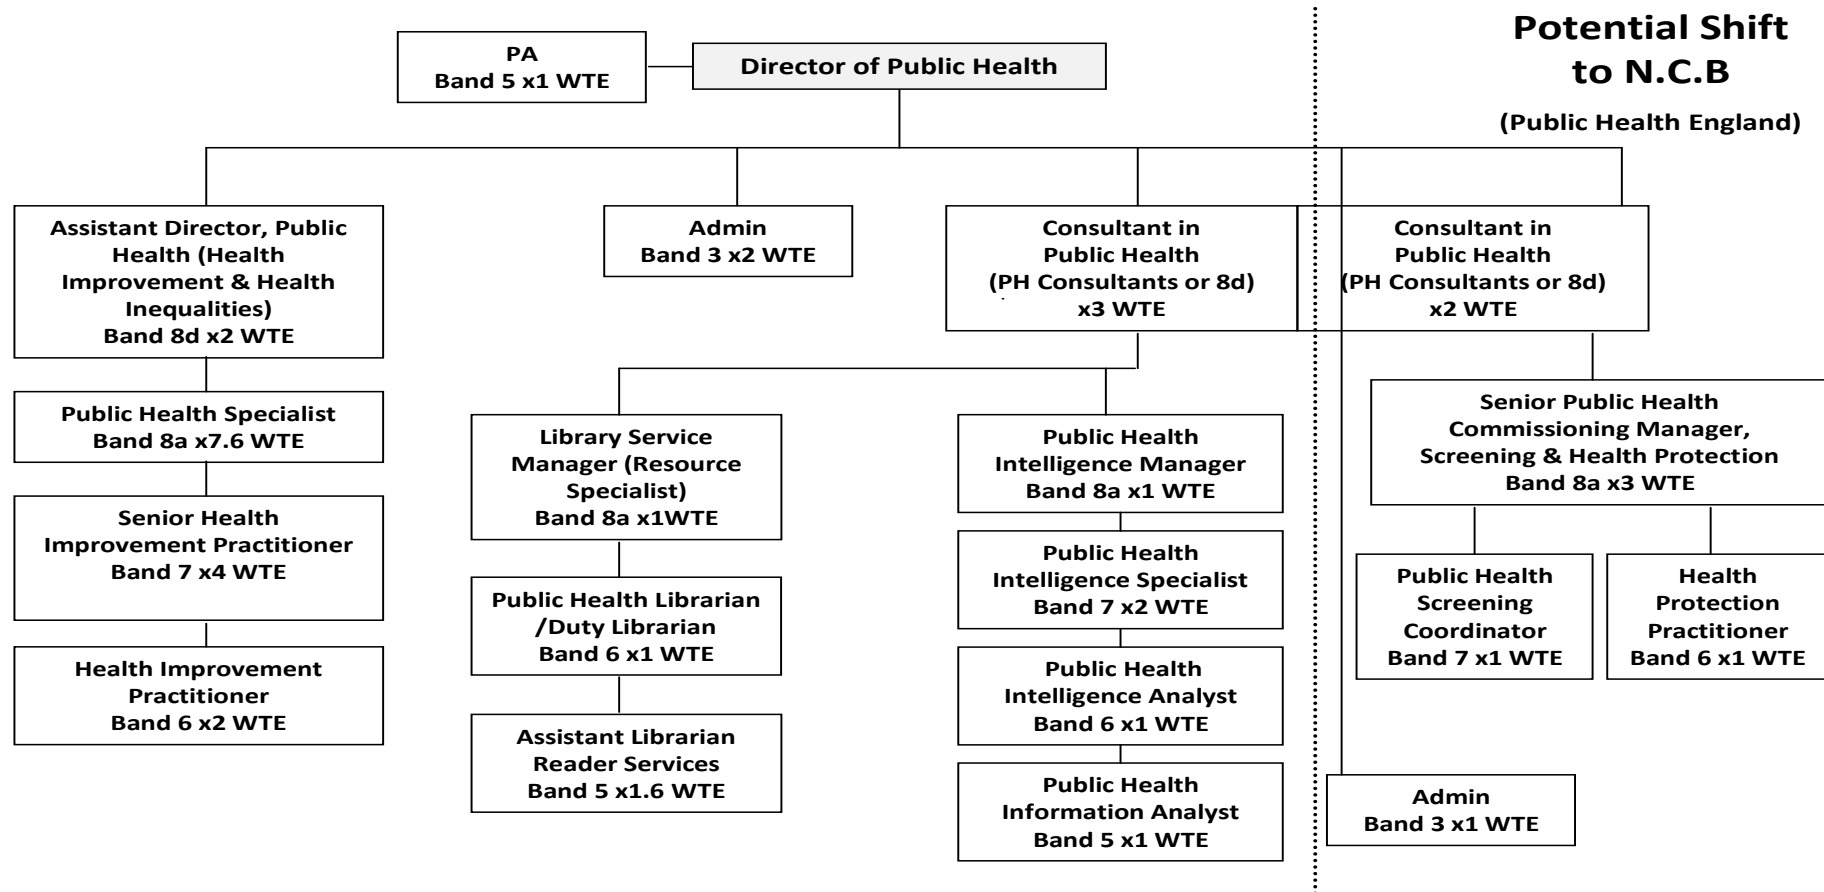 Potential Shift
to N.C.B
(Public Health England)
PA
Band 5 x1 WTE
Director of Public Health
Assistant Director, Public
Health (Health
Improvement & Health
Inequalities)
Band 8d x2 WTE
Admin
Band 3 x2 WTE
Consultant in
Public Health
(PH Consultants or 8d)
x3 WTE
Consultant in
Public Health
(PH Consultants or 8d)
x2 WTE
Public Health Specialist
Band 8a x7.6 WTE
Senior Health
Improvement Practitioner
Band 7 x4 WTE
Health Improvement
Practitioner
Band 6 x2 WTE
Library Service
Manager (Resource
Specialist)
Band 8a x1WTE
Public Health Librarian
/Duty Librarian
Band 6 x1 WTE
Assistant Librarian
Reader Services
Band 5 x1.6 WTE
Public Health
Intelligence Manager
Band 8a x1 WTE
Public Health
Intelligence Specialist
Band 7 x2 WTE
Public Health
Intelligence Analyst
Band 6 x1 WTE
Public Health
Information Analyst
Band 5 x1 WTE
Senior Public Health
Commissioning Manager,
Screening & Health Protection
Band 8a x3 WTE
Public Health
Screening
Coordinator
Band 7 x1 WTE
Health
Protection
Practitioner
Band 6 x1 WTE
Admin
Band 3 x1 WTE